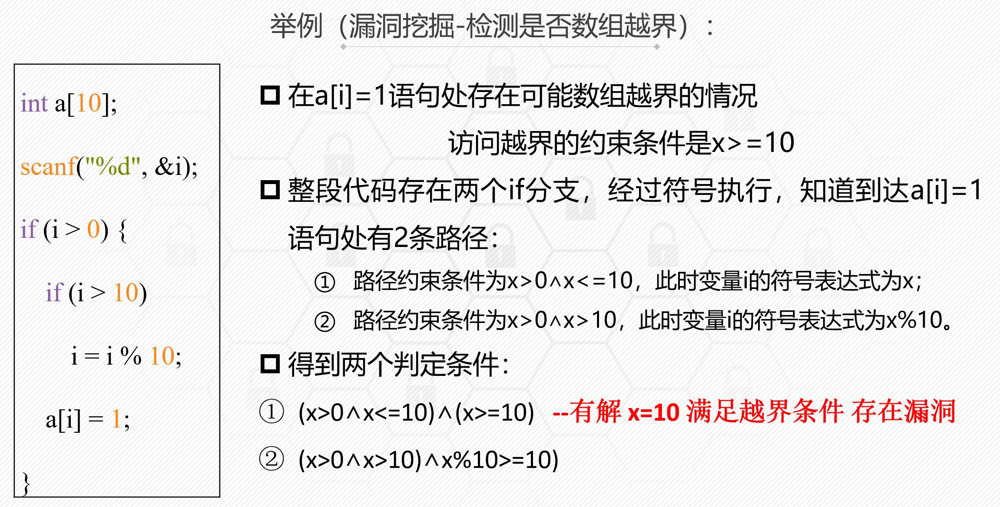 举例（漏洞挖掘-检测是否数组越界）：
int a[10];
scanf("%d", &i);
if (i > 0) {
if (i > 10)
i = i % 10;
a[i] = 1;
}
在a[i]=1语句处存在可能数组越界的情况
访问越界的约束条件是x>=10
整段代码存在两个if分支，经过符号执行，知道到达a[i]=1
语句处有2条路径：
① 路径约束条件为x>0∧x<=10，此时变量i的符号表达式为x；
② 路径约束条件为x>0∧x>10，此时变量i的符号表达式为x%10。
得到两个判定条件：
① (x>0∧x<=10)∧(x>=10) --有解 x=10 满足越界条件 存在漏洞
② (x>0∧x>10)∧x%10>=10)